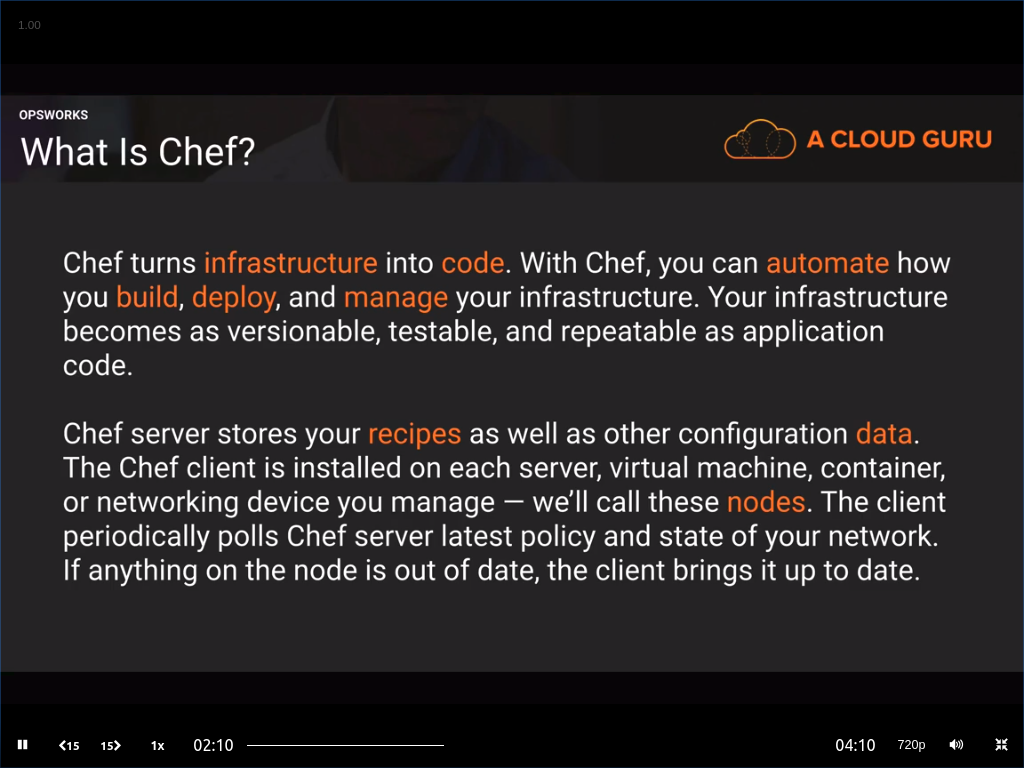 1.00
OPSWORKS
What Is Chef?
A CLOUD GURU
Chef turns infrastructure into code. With Chef, you can automate how
you build, deploy, and manage your infrastructure. Your infrastructure
becomes as versionable, testable, and repeatable as application
code.
Chef server stores your recipes as well as other configuration data.
The Chef client is installed on each server, virtual machine, container,
or networking device you manage — we’ll call these nodes. The client
periodically polls Chef server latest policy and state of your network.
If anything on the node is out of date, the client brings it up to date.
15 15 1x 02:10 04:10 720p